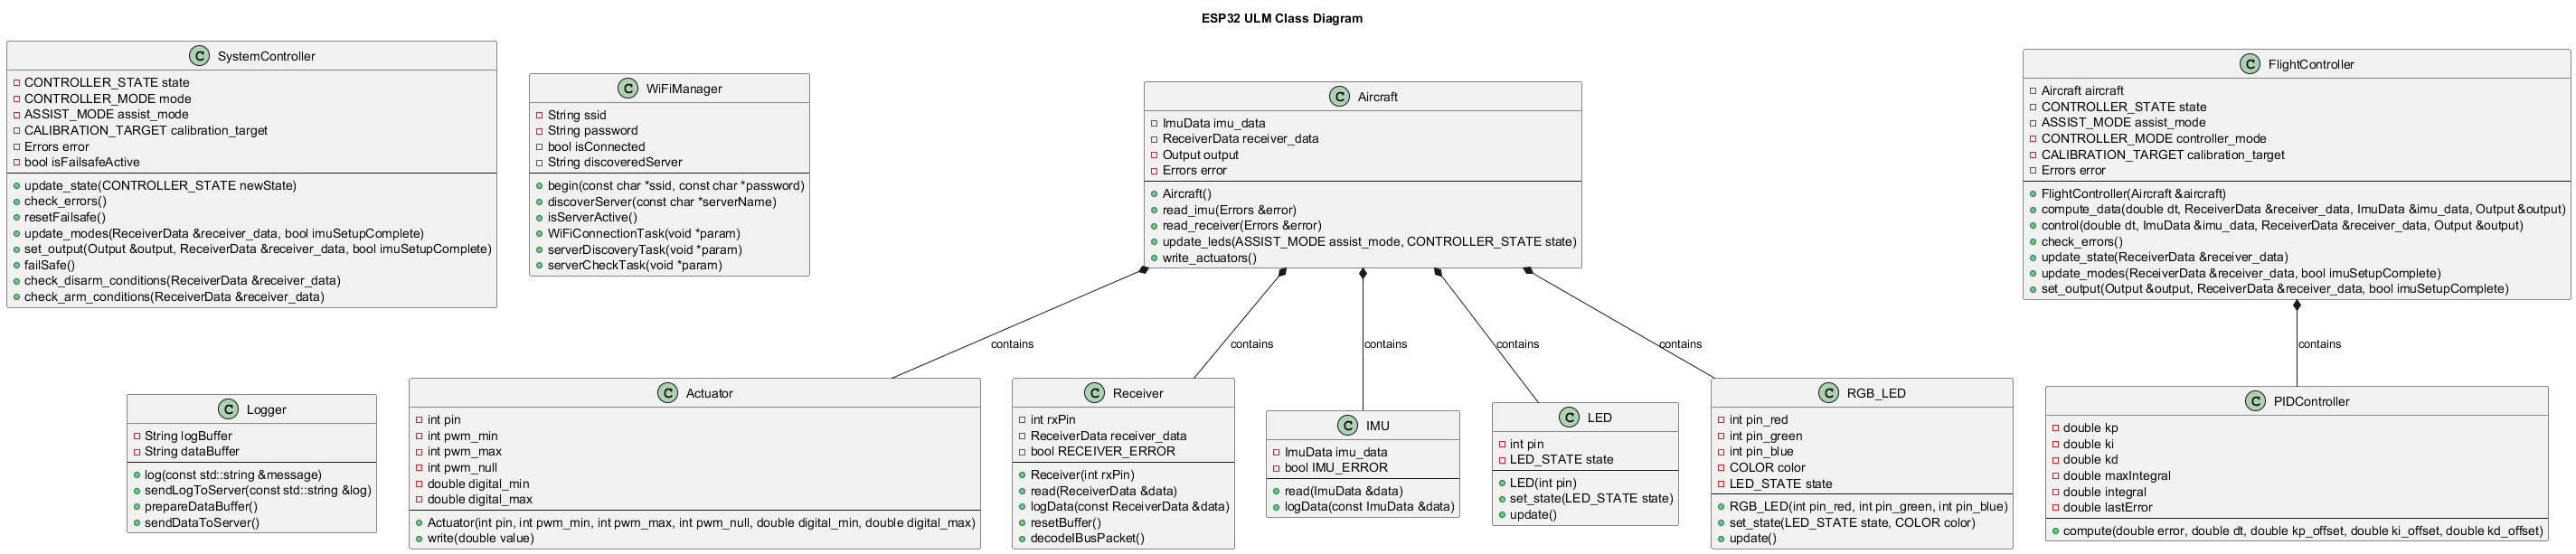 ESP32 ULM Class Diagram
C SystemController
CONTROLLER_STATE state
CONTROLLER_MODE mode
ASSIST_MODE assist_mode
CALIBRATION_TARGET calibration_target
Errors error
bool isFailsafeActive
update_state(CONTROLLER_STATE newState)
check_errors()
resetFailsafe()
update_modes(ReceiverData &receiver_data, bool imuSetupComplete)
set_output(Output &output, ReceiverData &receiver_data, bool imuSetupComplete)
failSafe()
check_disarm_conditions(ReceiverData &receiver_data)
check_arm_conditions(ReceiverData &receiver_data)
C WiFiManager
String ssid
String password
bool isConnected
String discoveredServer
begin(const char *ssid, const char *password)
discoverServer(const char *serverName)
isServerActive()
WiFiConnectionTask(void *param)
serverDiscoveryTask(void *param)
serverCheckTask(void *param)
C Aircraft
ImuData imu_data
ReceiverData receiver_data
Output output
Errors error
Aircraft()
read_imu(Errors &error)
read_receiver(Errors &error)
update_leds(ASSIST_MODE assist_mode, CONTROLLER_STATE state)
write_actuators()
C FlightController
Aircraft aircraft
CONTROLLER_STATE state
ASSIST_MODE assist_mode
CONTROLLER_MODE controller_mode
CALIBRATION_TARGET calibration_target
Errors error
FlightController(Aircraft &aircraft)
compute_data(double dt, ReceiverData &receiver_data, ImuData &imu_data, Output &output)
control(double dt, ImuData &imu_data, ReceiverData &receiver_data, Output &output)
check_errors()
update_state(ReceiverData &receiver_data)
update_modes(ReceiverData &receiver_data, bool imuSetupComplete)
set_output(Output &output, ReceiverData &receiver_data, bool imuSetupComplete)
contains
contains
contains
contains
contains
contains
C Logger
String logBuffer
String dataBuffer
log(const std::string &message)
sendLogToServer(const std::string &log)
prepareDataBuffer()
sendDataToServer()
C Actuator
int pin
int pwm_min
int pwm_max
int pwm_null
double digital_min
double digital_max
Actuator(int pin, int pwm_min, int pwm_max, int pwm_null, double digital_min, double digital_max)
write(double value)
C Receiver
int rxPin
ReceiverData receiver_data
bool RECEIVER_ERROR
Receiver(int rxPin)
read(ReceiverData &data)
logData(const ReceiverData &data)
resetBuffer()
decodeIBusPacket()
C IMU
ImuData imu_data
bool IMU_ERROR
read(ImuData &data)
logData(const ImuData &data)
C LED
int pin
LED_STATE state
LED(int pin)
set_state(LED_STATE state)
update()
C RGB_LED
int pin_red
int pin_green
int pin_blue
COLOR color
LED_STATE state
RGB_LED(int pin_red, int pin_green, int pin_blue)
set_state(LED_STATE state, COLOR color)
update()
C PIDController
double kp
double ki
double kd
double maxIntegral
double integral
double lastError
compute(double error, double dt, double kp_offset, double ki_offset, double kd_offset)